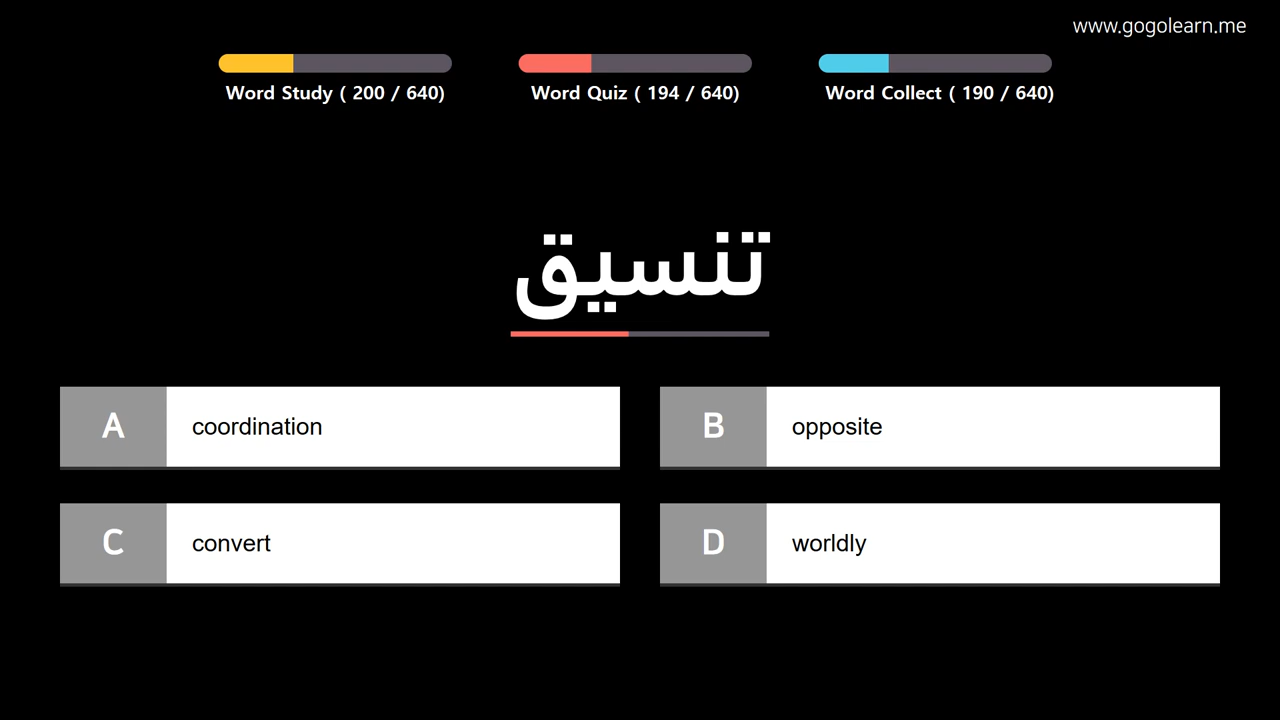 www.gogolearn.me
Word Study ( 200 / 640)
Word Quiz ( 194 / 640)
Word Collect ( 190 / 640)
تنسيق
A coordination
B opposite
C convert
D worldly